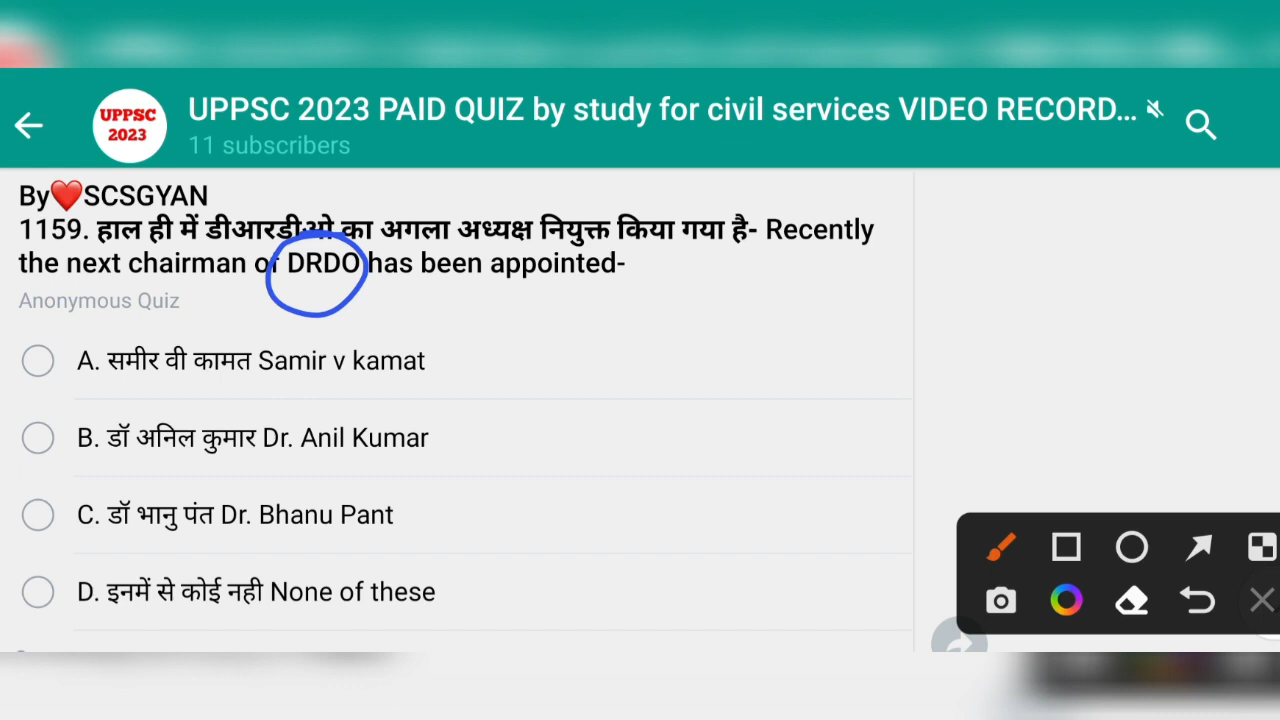 UPPSC
2023
UPPSC 2023 PAID QUIZ by study for civil services VIDEO RECORD...
11 subscribers
By❤️SCSGYAN
1159. हाल ही में डीआरडीओ का अगला अध्यक्ष नियुक्त किया गया है- Recently
the next chairman of DRDO has been appointed-
Anonymous Quiz
A. समीर वी कामत Samir v kamat
B. डॉ अनिल कुमार Dr. Anil Kumar
C. डॉ भानु पंत Dr. Bhanu Pant
D. इनमें से कोई नही None of these